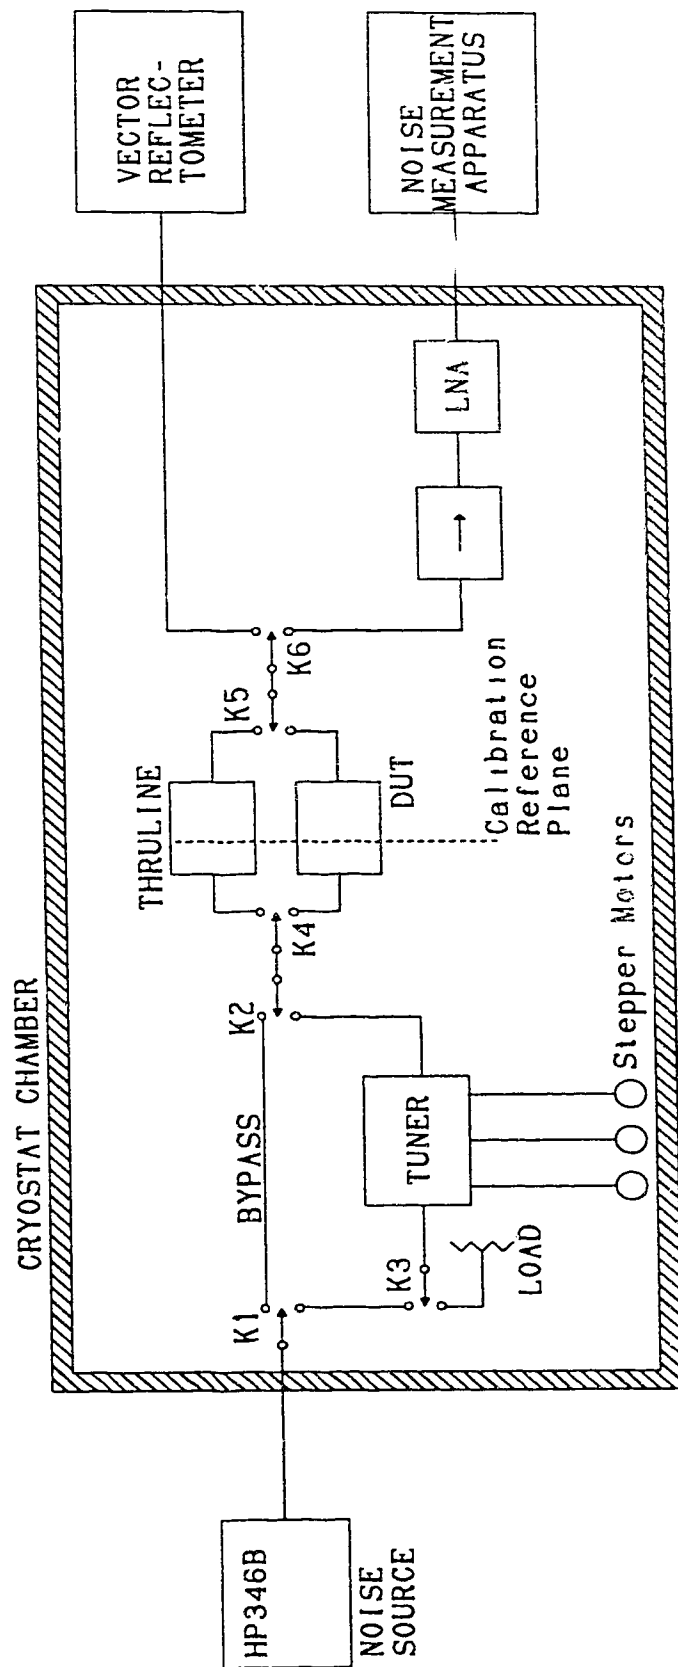 CRYOSTAT CHAMBER
HP346B
NOISE
SOURCE
K1
BYPASS
K2
K3
LOAD
TUNER
Stepper Motors
THRULINE
K4
K5
DUT
K6
Calibration
Reference
Plane
LNA
VECTOR
REFLEC-
TOMETER
NOISE
MEASUREMENT
APPARATUS